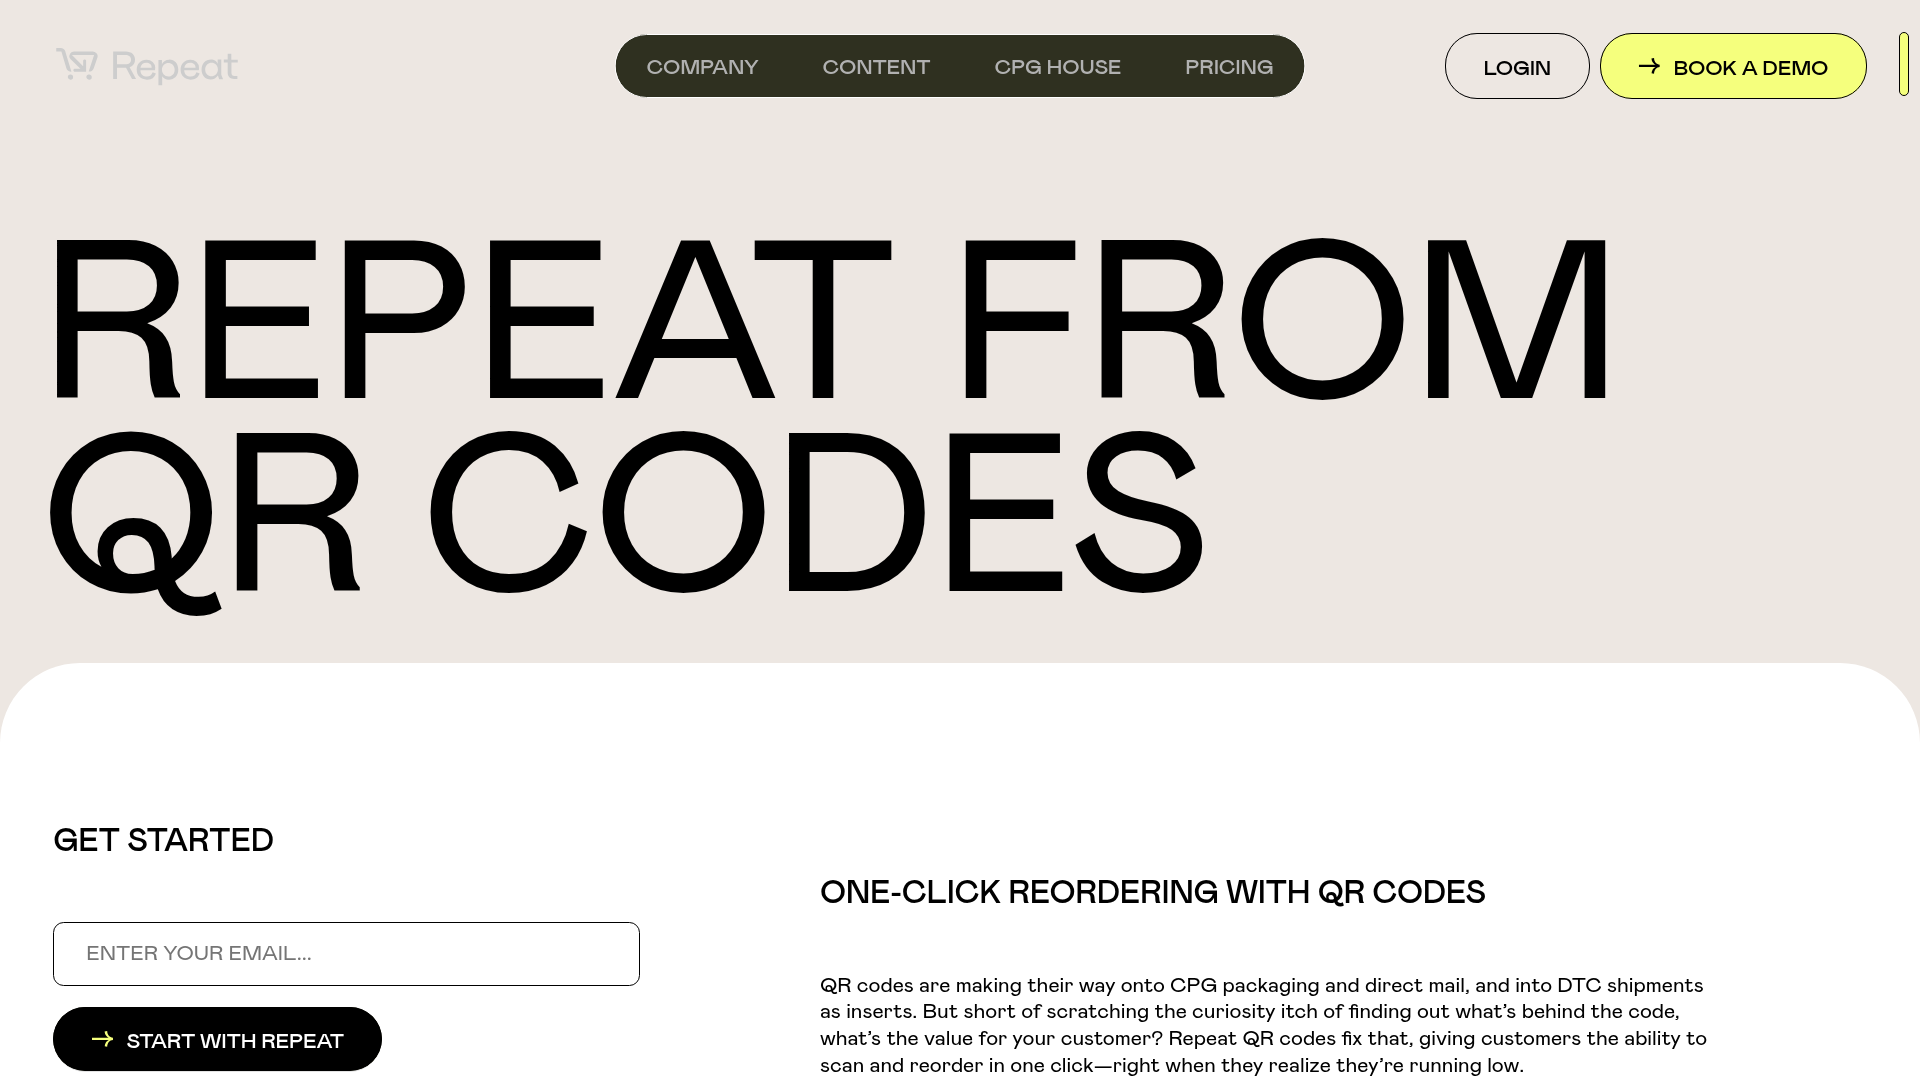 Repeat
COMPANY
CONTENT
CPG HOUSE
PRICING
LOGIN
BOOK A DEMO
REPEAT FROM
QR CODES
GET STARTED
ENTER YOUR EMAIL...
START WITH REPEAT
ONE-CLICK REORDERING WITH QR CODES
QR codes are making their way onto CPG packaging and direct mail, and into DTC shipments
as inserts. But short of scratching the curiosity itch of finding out what’s behind the code,
what’s the value for your customer? Repeat QR codes fix that, giving customers the ability to
scan and reorder in one click—right when they realize they’re running low.